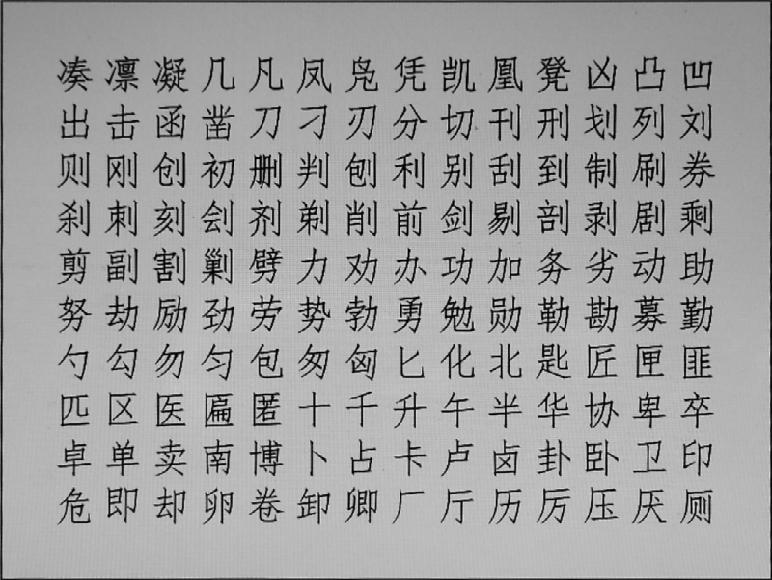 凑凛凝几凡凤凫凭凯凰凳凶凸凹
出击函凿刀刁刃分切刊刑划列刘
则刚创初删判刨利别刮到制刷券
刹刺刻刽剂剃削前剑剔剖剥剧剩
剪副割剿劈力劝办功加务劣动助
努劫励劲劳势勃勇勉勋勒勘募勤
勺勾勿匀包匆匈匕化北匙匠匣匪
匹区医匾匿十千升午半华协卑卒
卓单卖南博卜占卡卢卤卦卧卫印
危即却卵卷卸卿厂厅历厉压厌厕